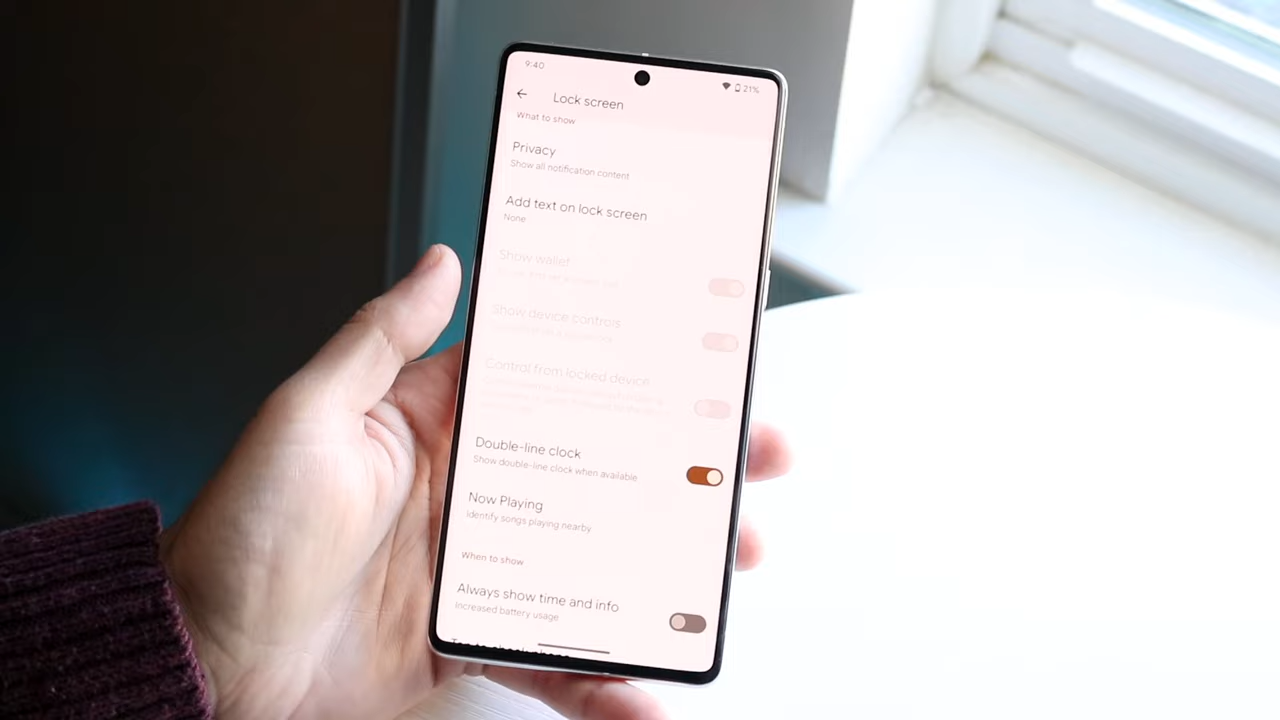 9:40
21%
Lock screen
What to show
Privacy
Show all notification content
Add text on lock screen
None
Show wallet
Show device controls
Control from locked device
Double-line clock
Show double-line clock when available
Now Playing
Identify songs playing nearby
When to show
Always show time and info
Increased battery usage